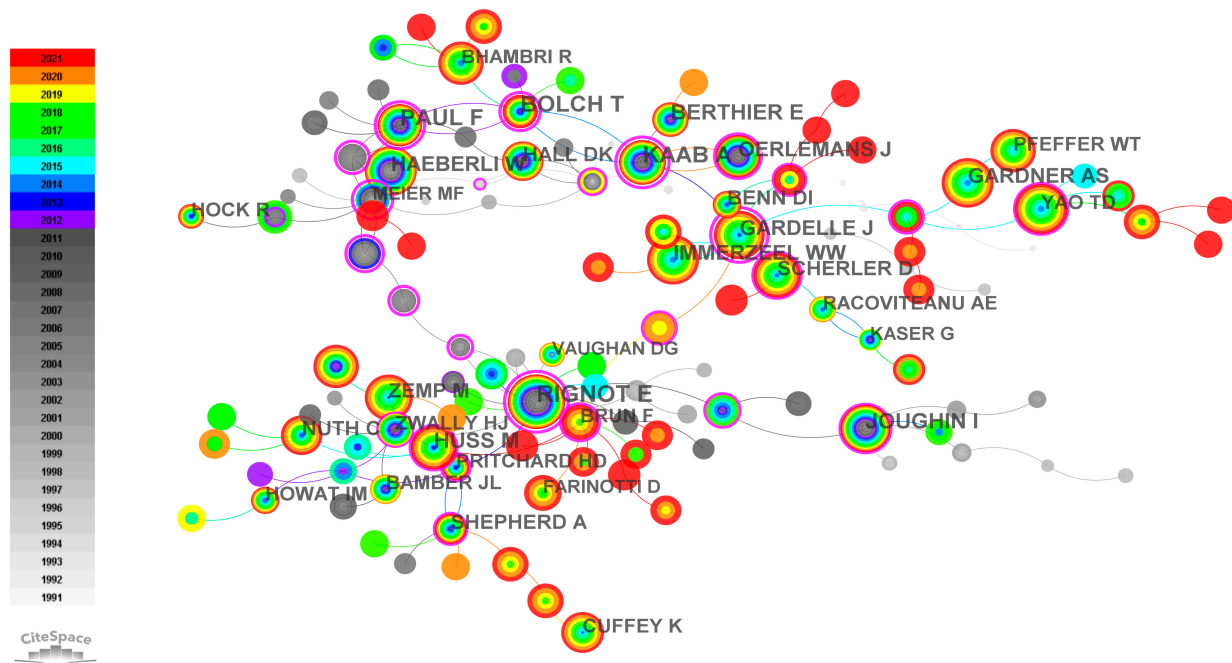 2021
2020
2019
2018
2017
2016
2015
2014
2013
2012
2011
2010
2009
2008
2007
2006
2005
2004
2003
2002
2001
2000
1999
1998
1997
1996
1995
1994
1993
1992
1991
CiteSpace
BHAMBRI R
BOLCH T
PAUL F
BERTHIER E
HALL DK
KAAB A
OERLEMANS J
PFEFFER WT
HAEBERLI W
GARDNER AS
MEIER MF
BENN DI
YAO TD
HOCK R
GARDELLE J
IMMERZEEL WW
SCHERLER D
RACOVITEANU AE
KASER G
VAUGHAN DG
ZEMP M
RIGNOT E
BRUN F
JOUGHIN I
NUTH C
ZWALLY HJ
HUSS M
PRITCHARD HD
HOWAT IM
BAMBER JL
FARINOTTI D
SHEPHERD A
CUFFEY K